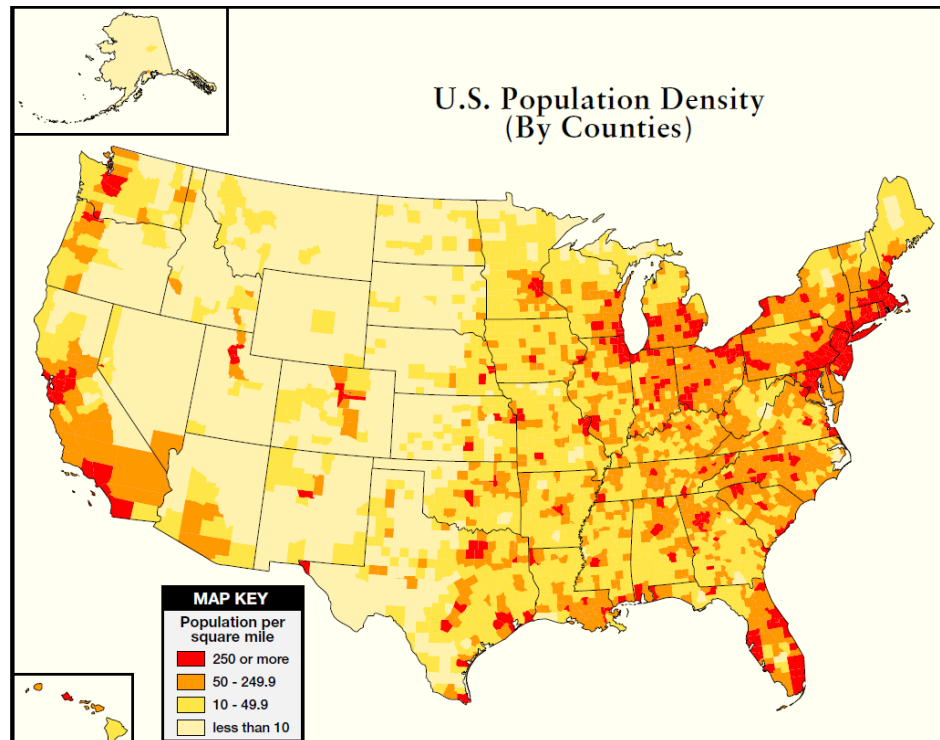 U.S. Population Density
(By Counties)
MAP KEY
Population per
square mile
250 or more
50 - 249.9
10 - 49.9
less than 10